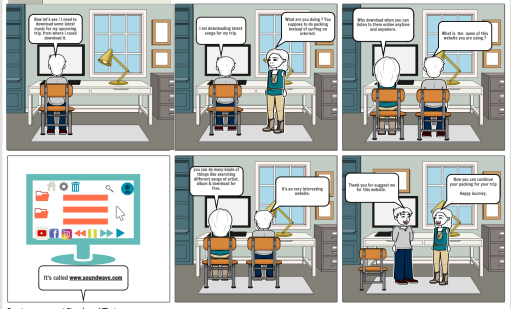 Now let's see ! I need to
download some latest
music for my upcoming
trip, from where I could
download it.
I am downloading latest
songs for my trip.
What are you doing ? You
suppose to do packing
instead of surfing on
internet.
Why download when you can
listen to them online anytime
and anywhere.
What is the name of this
website you are using ?
It's called www.soundwave.com
you can do many kinds of
things like searching
different songs of artist,
album & download for
free.
It's an very interesting
website.
Thank you for suggest me
for this website.
Now you can continue
your packing for your trip
Happy Journey.